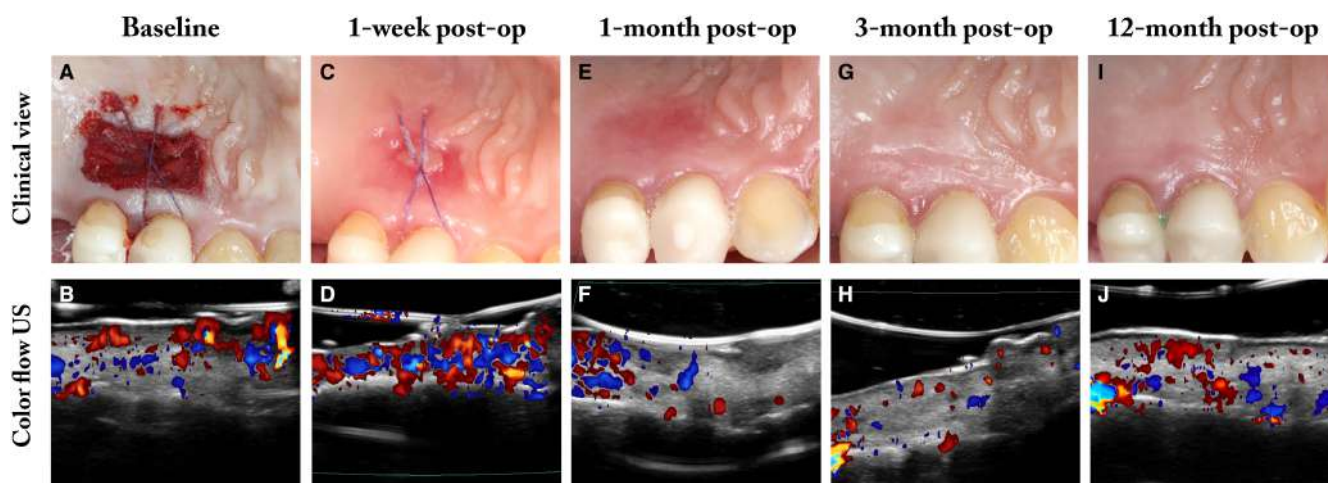 Baseline
1-week post-op
1-month post-op
3-month post-op
12-month post-op
Clinical view
A
C
E
G
I
Color flow US
B
D
F
H
J